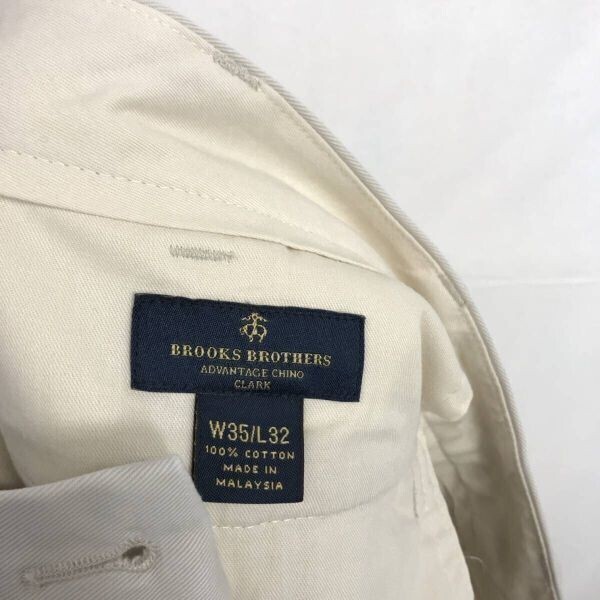 BROOKS BROTHERS
ADVANTAGE CHINO
CLARK
W35/L32
100% COTTON
MADE IN
MALAYSIA